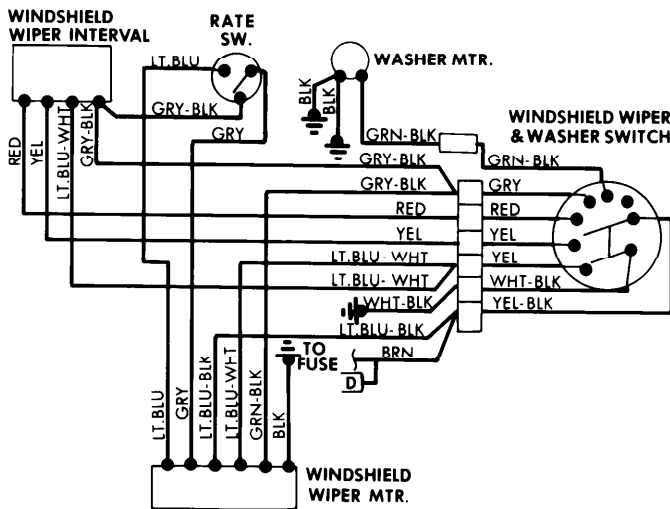 WINDSHIELD
WIPER INTERVAL
RATE
SW.
LT.BLU
WASHER MTR.
GRY-BLK
GRY
BLK
BLK
WINDSHIELD WIPER
& WASHER SWITCH
GRN-BLK
GRN-BLK
RED
YEL
LT.BLU-WHT
GRY-BLK
GRY-BLK
GRY-BLK
GRY
RED
RED
YEL
YEL
LT.BLU-WHT
YEL
LT.BLU-WHT
WHT-BLK
WHT-BLK
YEL-BLK
LT.BLU-BLK
TO
FUSE
BRN
D
LT.BLU
GRY
LT.BLU-BLK
LT.BLU-WHT
GRN-BLK
BLK
WINDSHIELD
WIPER MTR.